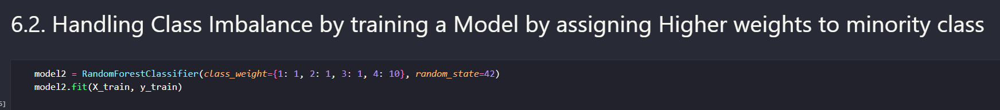 6.2. Handling Class Imbalance by training a Model by assigning Higher weights to minority class
model2 = RandomForestClassifier(class_weight={1: 1, 2: 1, 3: 1, 4: 10}, random_state=42)
model2.fit(X_train, y_train)
5]